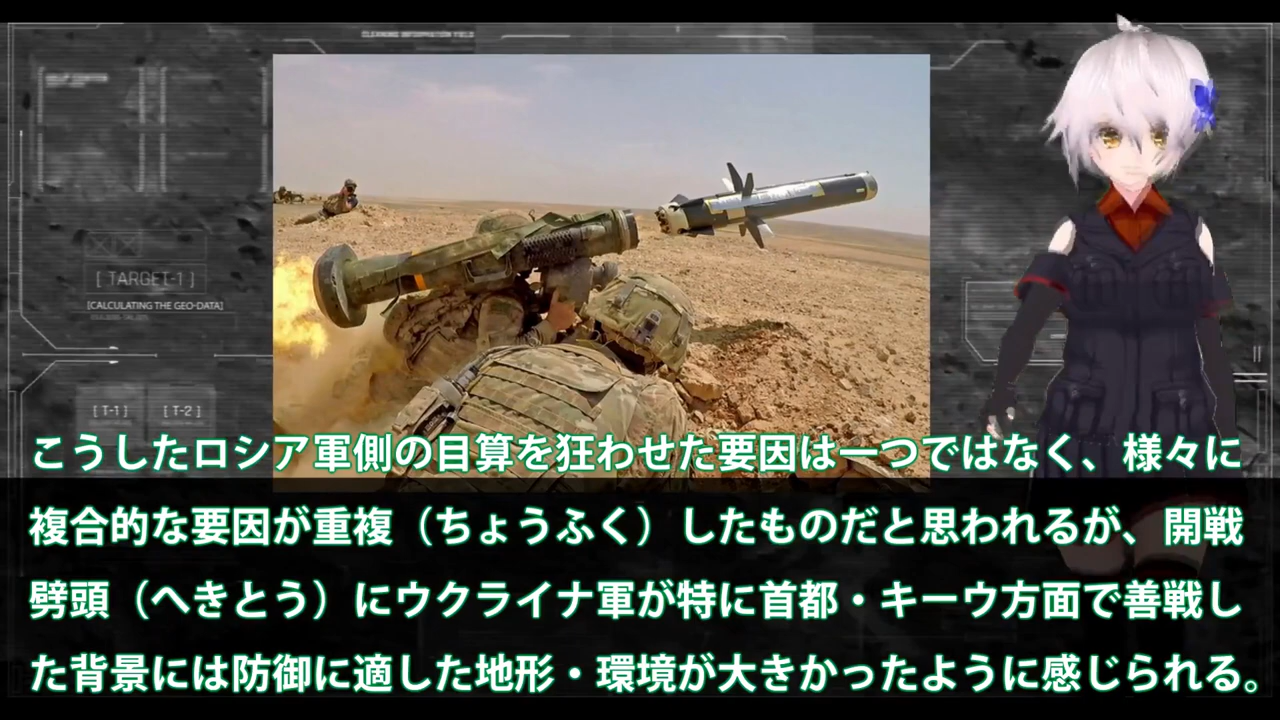 CLEANING INFORMATION YIELD
[ TARGET-1 ]
[CALCULATING THE GEO-DATA]
[ T-1 ]
[ T-2 ]
こうしたロシア軍側の目算を狂わせた要因は一つではなく、様々に
複合的な要因が重複（ちょうふく）したものだと思われるが、開戦
劈頭（へきとう）にウクライナ軍が特に首都・キーウ方面で善戦し
た背景には防御に適した地形・環境が大きかったように感じられる。